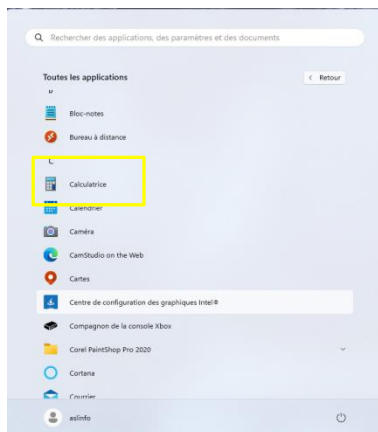 Rechercher des applications, des paramètres et des documents
Toutes les applications
Retour
Bloc-notes
Bureau à distance
C
Calculatrice
Calendrier
Caméra
CamStudio on the Web
Cartes
Centre de configuration des graphiques Intel®
Compagnon de la console Xbox
Corel PaintShop Pro 2020
Cortana
Courrier
aslinfo